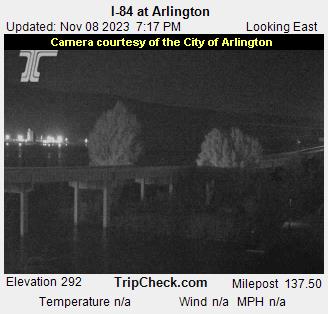 I-84 at Arlington
Updated: Nov 08 2023 7:17 PM Looking East
Camera courtesy of the City of Arlington
Elevation 292 TripCheck.com Milepost 137.50
Temperature n/a Wind n/a MPH n/a